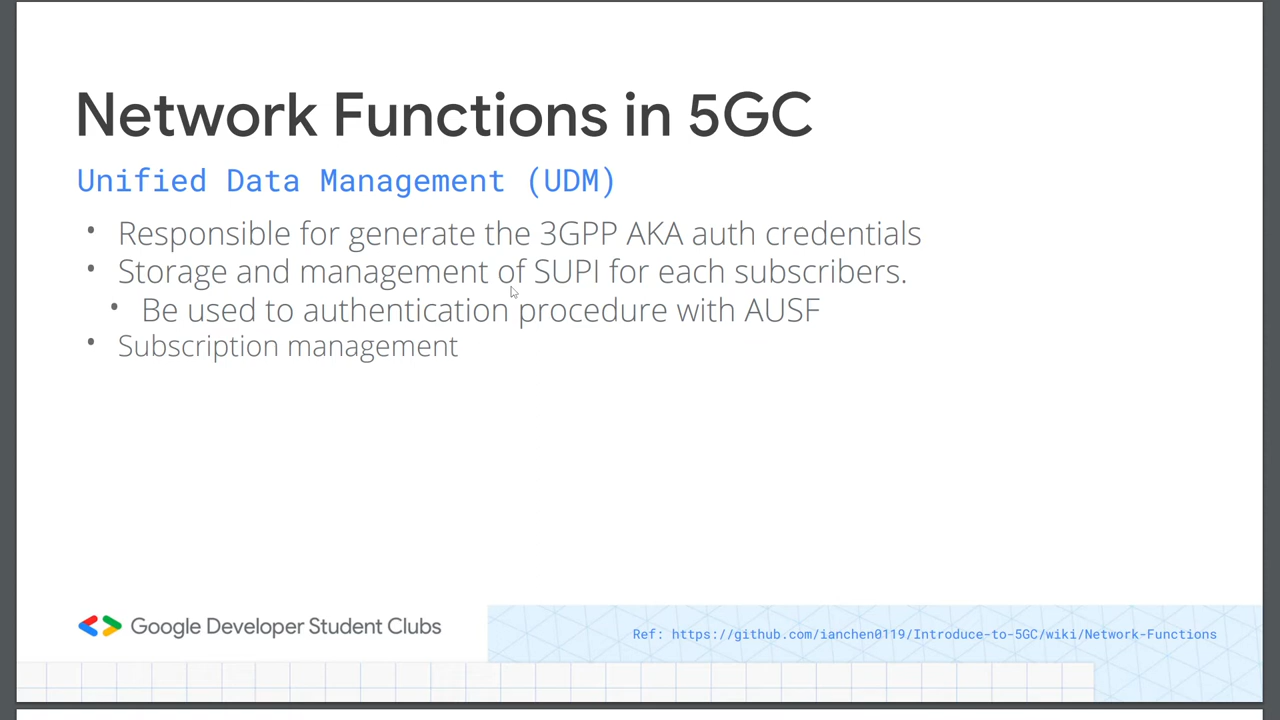 Network Functions in 5GC
Unified Data Management (UDM)
• Responsible for generate the 3GPP AKA auth credentials
• Storage and management of SUPI for each subscribers.
• Be used to authentication procedure with AUSF
• Subscription management
Google Developer Student Clubs
Ref: https://github.com/ianchen0119/Introduce-to-5GC/wiki/Network-Functions